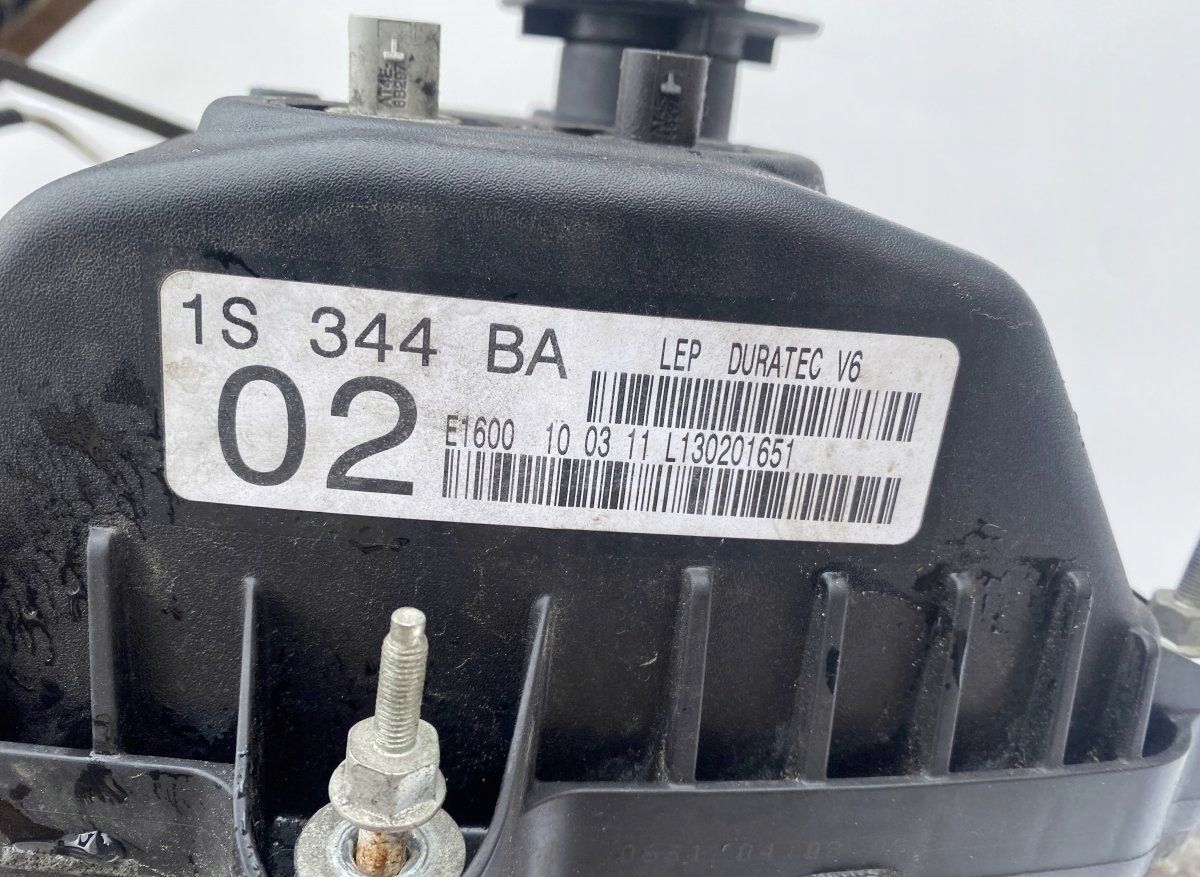 1S 344 BA
LEP DURATEC V6
02
E1600 10 03 11 L130201651